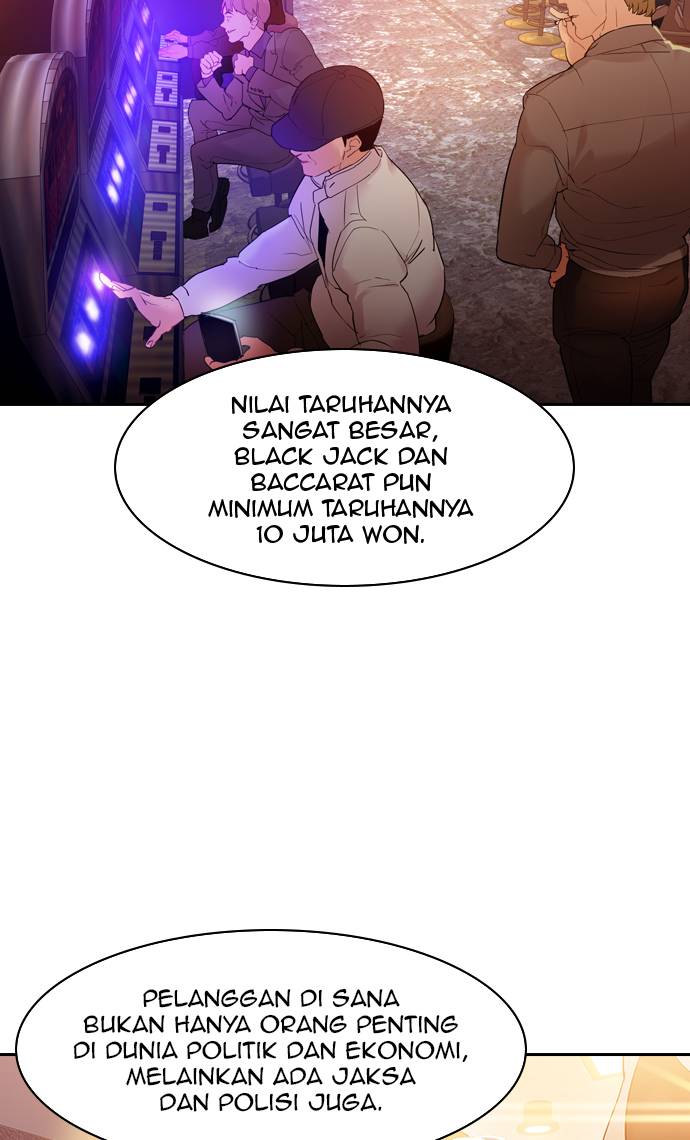 NILAI TARUHANNYA
SANGAT BESAR,
BLACK JACK DAN
BACCARAT PUN
MINIMUM TARUHANNYA
10 JUTA WON.
PELANGGAN DI SANA
BUKAN HANYA ORANG PENTING
DI DUNIA POLITIK DAN EKONOMI,
MELAINKAN ADA JAKSA
DAN POLISI JUGA.